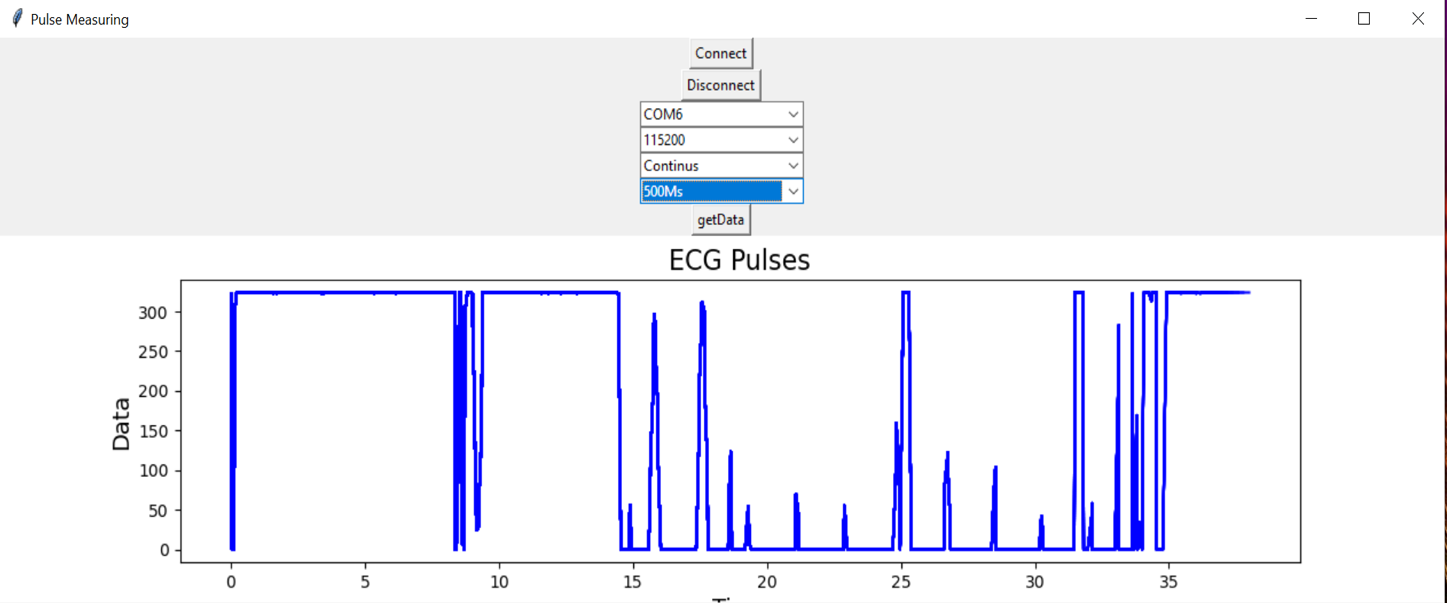 Pulse Measuring
Connect
Disconnect
COM6
115200
Continus
500Ms
getData
ECG Pulses
300
250
200
150
100
50
0
Data
0 5 10 15 20 25 30 35